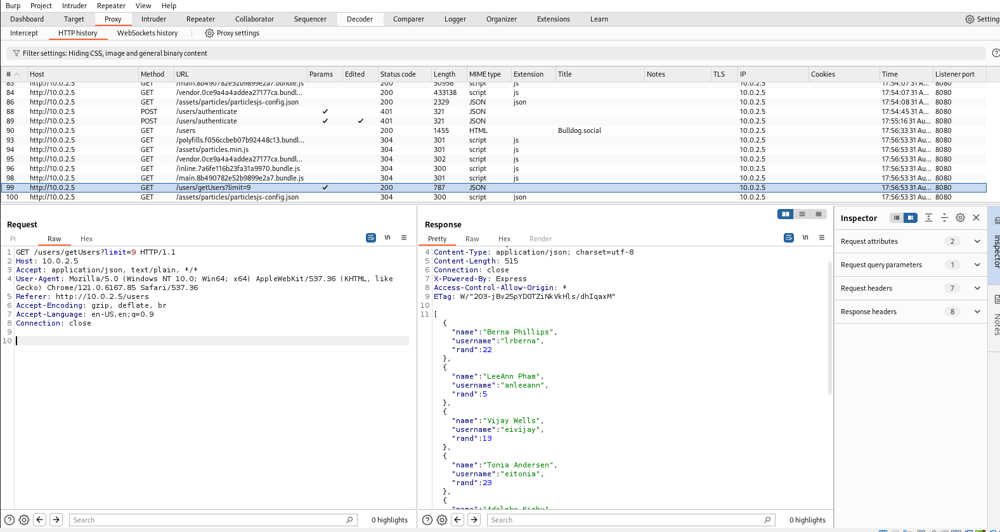 Burp Project Intruder Repeater View Help
Dashboard Target Proxy Intruder Repeater Collaborator Sequencer Decoder Comparer Logger Organizer Extensions Learn Setting
Intercept HTTP history WebSockets history Proxy settings
Filter settings: Hiding CSS, image and general binary content
# Host Method URL Params Edited Status code Length MIME type Extension Title Notes TLS IP Cookies Time Listener port
83 http://10.0.2.5 GET /main.8b490782e52b9899e2a7.bundle.js 200 50956 script js 10.0.2.5 17:54:07 31 A... 8080
84 http://10.0.2.5 GET /vendor.0ce9a4a4addea27177ca.bundl... 200 433138 script js 10.0.2.5 17:54:07 31 A... 8080
86 http://10.0.2.5 GET /assets/particles/particlesjs-config.json 200 2329 JSON json 10.0.2.5 17:54:08 31 A... 8080
88 http://10.0.2.5 POST /users/authenticate ✓ 401 321 JSON 10.0.2.5 17:54:45 31 A... 8080
89 http://10.0.2.5 POST /users/authenticate ✓ ✓ 401 321 JSON 10.0.2.5 17:55:16 31 Au... 8080
90 http://10.0.2.5 GET /users 200 1455 HTML Bulldog.social 10.0.2.5 17:56:33 31 Au... 8080
93 http://10.0.2.5 GET /polyfills.f056ccbeb07b92448c13.bundl... 304 301 script js 10.0.2.5 17:56:53 31 Au... 8080
94 http://10.0.2.5 GET /assets/particles.min.js 304 301 script js 10.0.2.5 17:56:53 31 Au... 8080
95 http://10.0.2.5 GET /vendor.0ce9a4a4addea27177ca.bundl... 304 302 script js 10.0.2.5 17:56:53 31 Au... 8080
96 http://10.0.2.5 GET /inline.7a6fe116b23fa31a9970.bundle.js 304 300 script js 10.0.2.5 17:56:53 31 Au... 8080
98 http://10.0.2.5 GET /main.8b490782e52b9899e2a7.bundle.js 304 301 script js 10.0.2.5 17:56:53 31 Au... 8080
99 http://10.0.2.5 GET /users/getUsers?limit=9 ✓ 200 787 JSON 10.0.2.5 17:56:53 31 Au... 8080
100 http://10.0.2.5 GET /assets/particles/particlesjs-config.json 304 300 script json 10.0.2.5 17:56:53 31 Au... 8080
Request
Pr Raw Hex \n
1 GET /users/getUsers?limit=9 HTTP/1.1
2 Host: 10.0.2.5
3 Accept: application/json, text/plain, */*
4 User-Agent: Mozilla/5.0 (Windows NT 10.0; Win64; x64) AppleWebKit/537.36 (KHTML, like
Gecko) Chrome/121.0.6167.85 Safari/537.36
5 Referer: http://10.0.2.5/users
6 Accept-Encoding: gzip, deflate, br
7 Accept-Language: en-US,en;q=0.9
8 Connection: close
9
10
Search 0 highlights
Response
Pretty Raw Hex Render \n
4 Content-Type: application/json; charset=utf-8
5 Content-Length: 515
6 Connection: close
7 X-Powered-By: Express
8 Access-Control-Allow-Origin: *
9 ETag: W/"203-jBv25pYD0TZiNkVkHls/dhIqaxM"
10
11 [
{
"name":"Berna Phillips",
"username":"lrberna",
"rand":22
},
{
"name":"LeeAnn Pham",
"username":"anleeann",
"rand":5
},
{
"name":"Vijay Wells",
"username":"eivijay",
"rand":13
},
{
"name":"Tonia Andersen",
"username":"eitonia",
"rand":23
},
{
"name":"Adolpho Kirby"
Search 0 highlights
Inspector
Request attributes 2
Request query parameters 1
Request headers 7
Response headers 8
Inspector
Notes